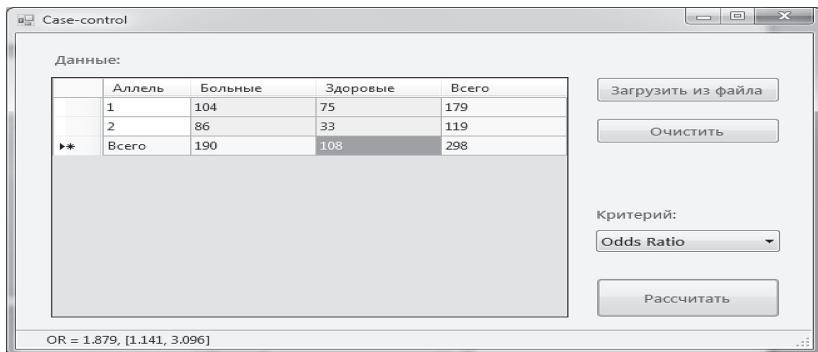 Case-control
Данные:
Аллель Больные Здоровые Всего
1 104 75 179
2 86 33 119
Всего 190 108 298
Загрузить из файла
Очистить
Критерий:
Odds Ratio
Рассчитать
OR = 1.879, [1.141, 3.096]